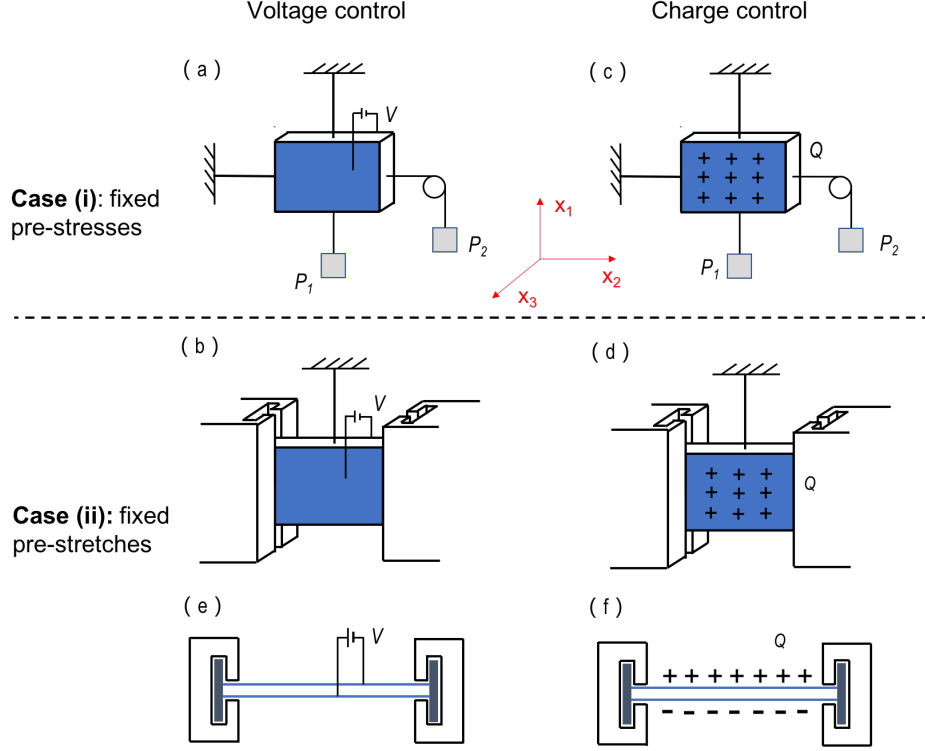 Voltage control
Charge control
( a )
V
P1
P2
( c )
Q
+ + +
+ + +
+ + +
P1
P2
Case (i): fixed
pre-stresses
x1
x2
x3
( b )
V
( d )
Q
+ + +
+ + +
+ + +
Case (ii): fixed
pre-stretches
( e )
V
( f )
Q
+ + + + + + +
- - - - - - -